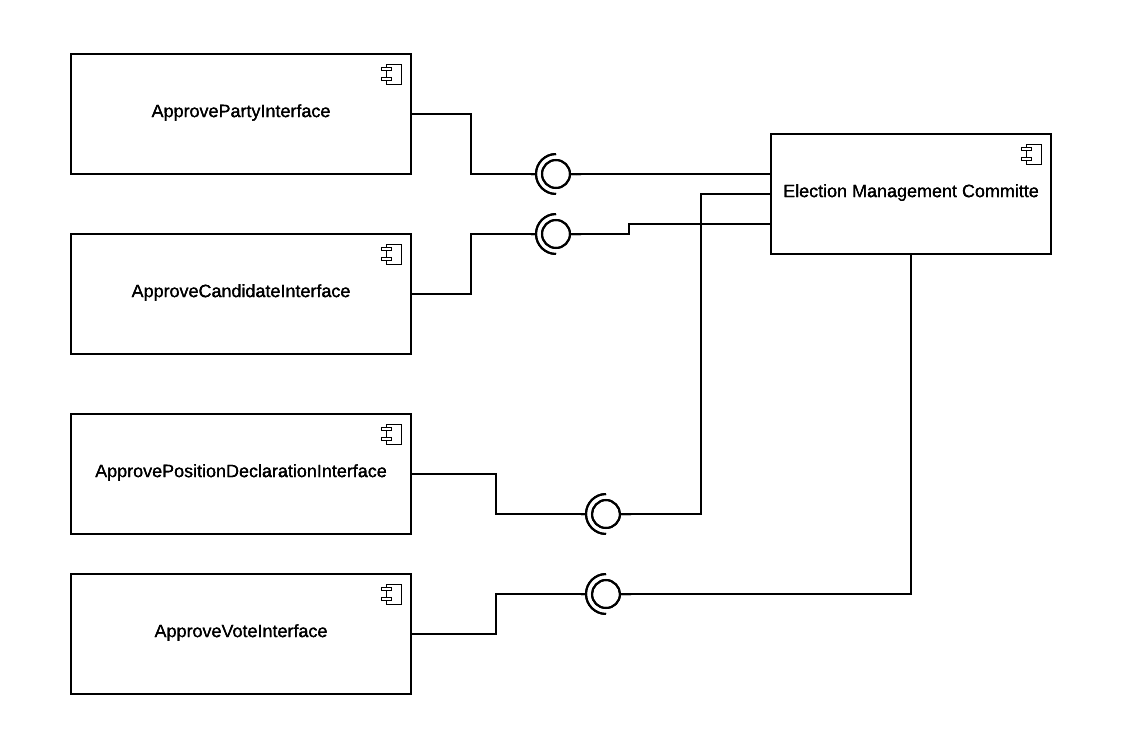 ApprovePartyInterface
Election Management Committe
ApproveCandidateInterface
ApprovePositionDeclarationInterface
ApproveVoteInterface